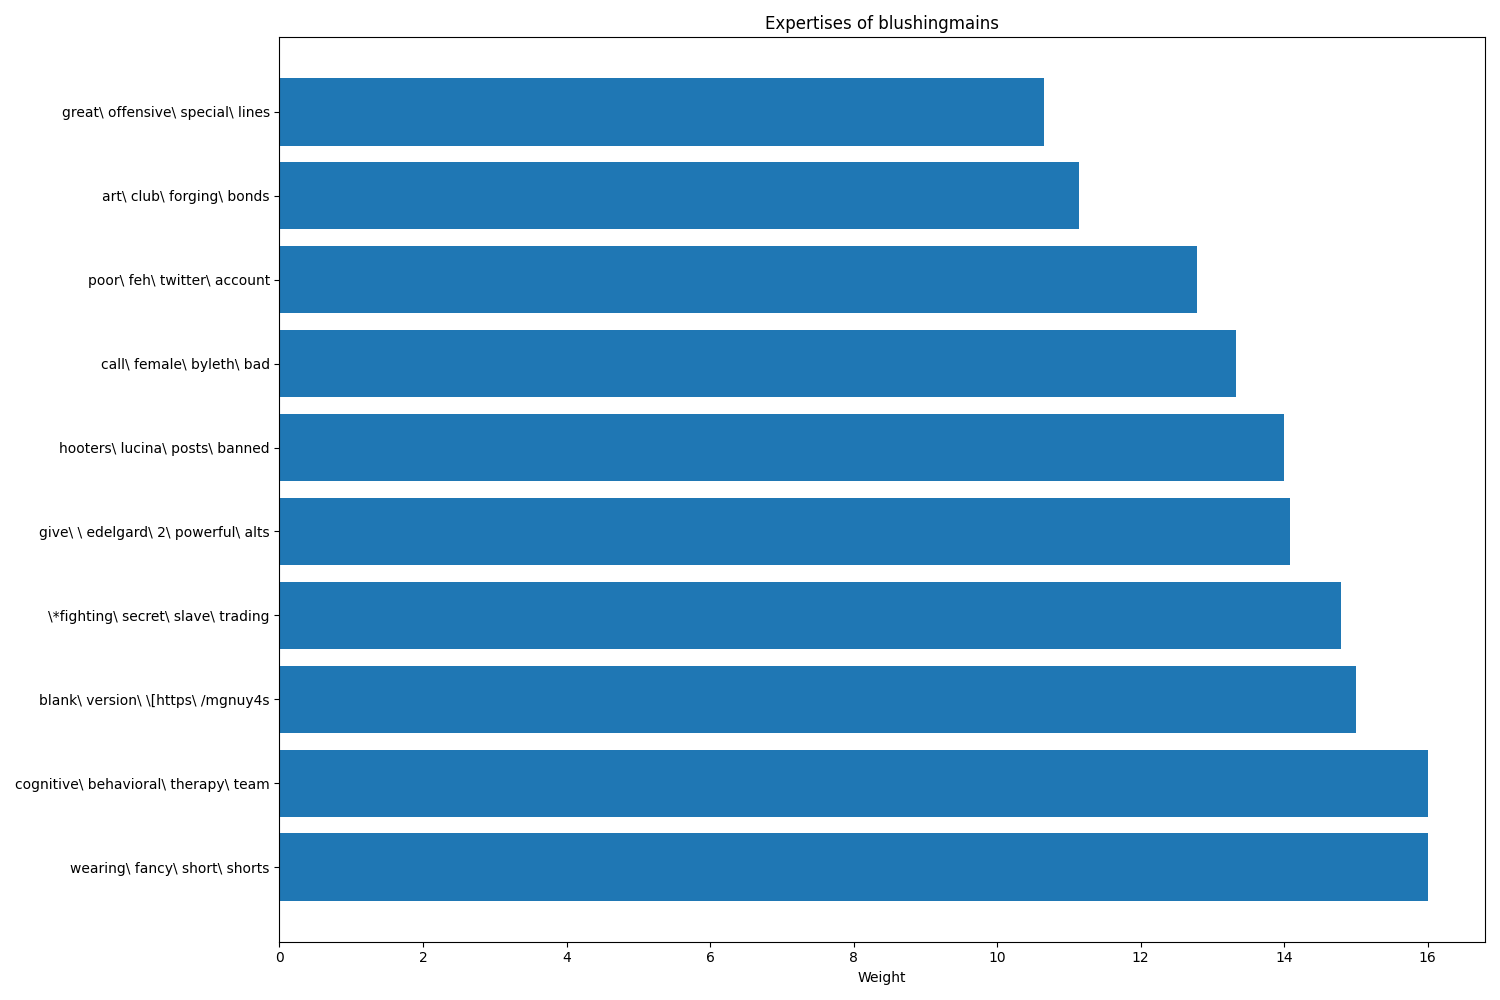 Expertises of blushingmains
great\ offensive\ special\ lines
art\ club\ forging\ bonds
poor\ feh\ twitter\ account
call\ female\ byleth\ bad
hooters\ lucina\ posts\ banned
give\ \ edelgard\ 2\ powerful\ alts
\*fighting\ secret\ slave\ trading
blank\ version\ \[https\ /mgnuy4s
cognitive\ behavioral\ therapy\ team
wearing\ fancy\ short\ shorts
0 2 4 6 8 10 12 14 16
Weight